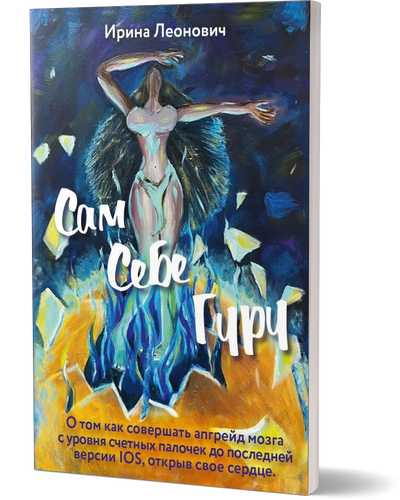 Ирина Леонович
Сам
Себе
Гуру
О том как совершать апгрейд мозга
с уровня счетных палочек до последней
версии IOS, открыв свое сердце.